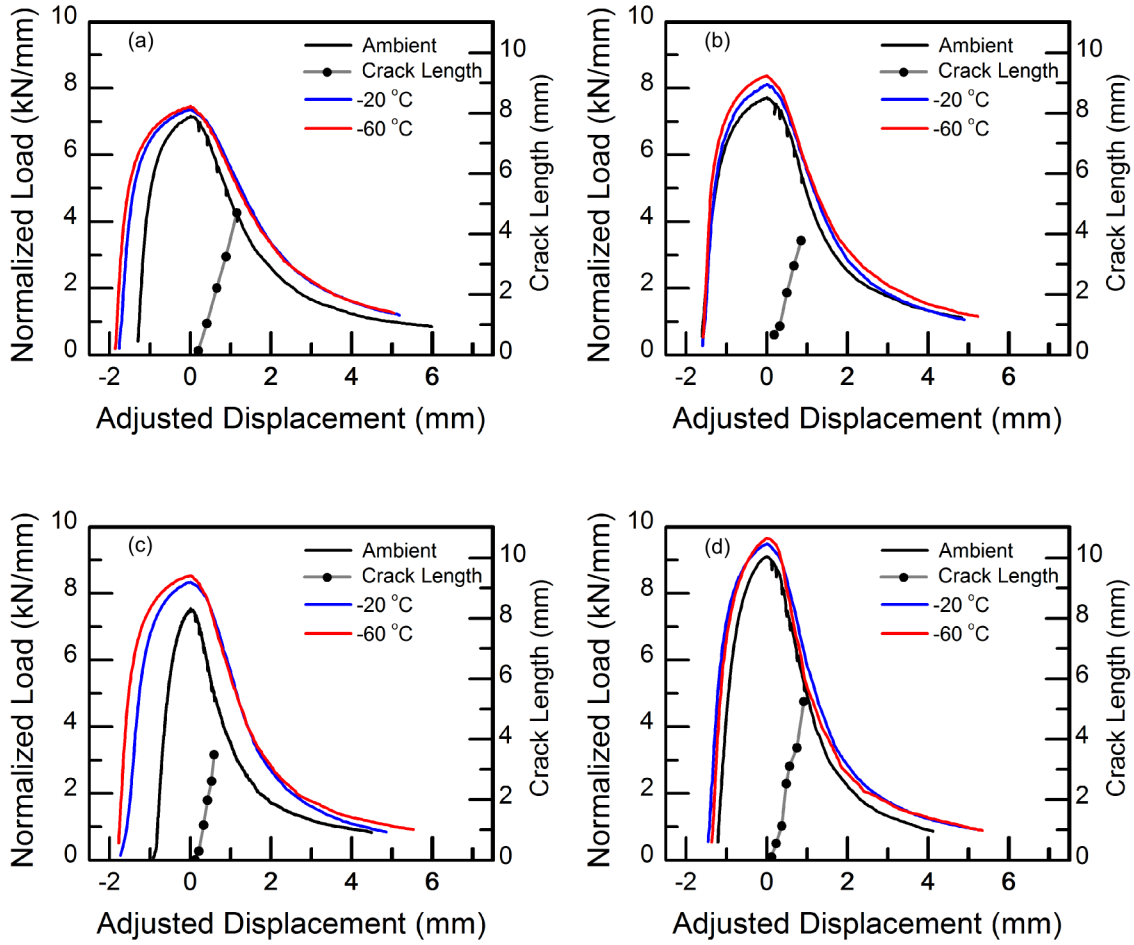 (a)
Ambient
Crack Length
-20 °C
-60 °C
Normalized Load (kN/mm)
10
8
6
4
2
0
Crack Length (mm)
10
8
6
4
2
0
-2 0 2 4 6
Adjusted Displacement (mm)
(b)
Ambient
Crack Length
-20 °C
-60 °C
Normalized Load (kN/mm)
10
8
6
4
2
0
Crack Length (mm)
10
8
6
4
2
0
-2 0 2 4 6
Adjusted Displacement (mm)
(c)
Ambient
Crack Length
-20 °C
-60 °C
Normalized Load (kN/mm)
10
8
6
4
2
0
Crack Length (mm)
10
8
6
4
2
0
-2 0 2 4 6
Adjusted Displacement (mm)
(d)
Ambient
Crack Length
-20 °C
-60 °C
Normalized Load (kN/mm)
10
8
6
4
2
0
Crack Length (mm)
10
8
6
4
2
0
-2 0 2 4 6
Adjusted Displacement (mm)